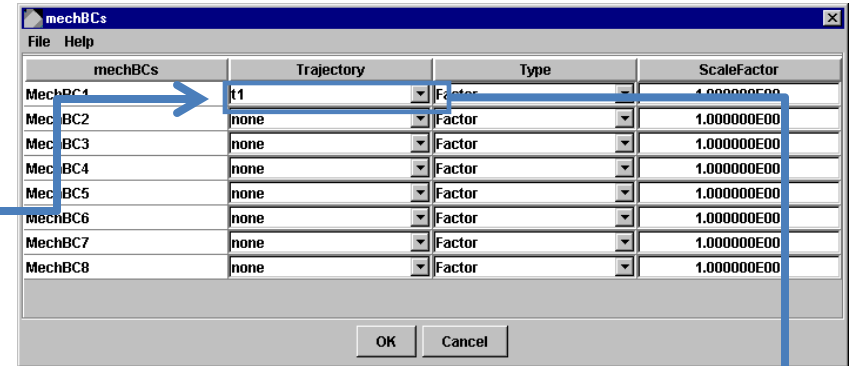 mechBCs
File Help
mechBCs Trajectory Type ScaleFactor
MechBC1 t1 Factor 1.000000E00
MechBC2 none Factor 1.000000E00
MechBC3 none Factor 1.000000E00
MechBC4 none Factor 1.000000E00
MechBC5 none Factor 1.000000E00
MechBC6 none Factor 1.000000E00
MechBC7 none Factor 1.000000E00
MechBC8 none Factor 1.000000E00
OK Cancel